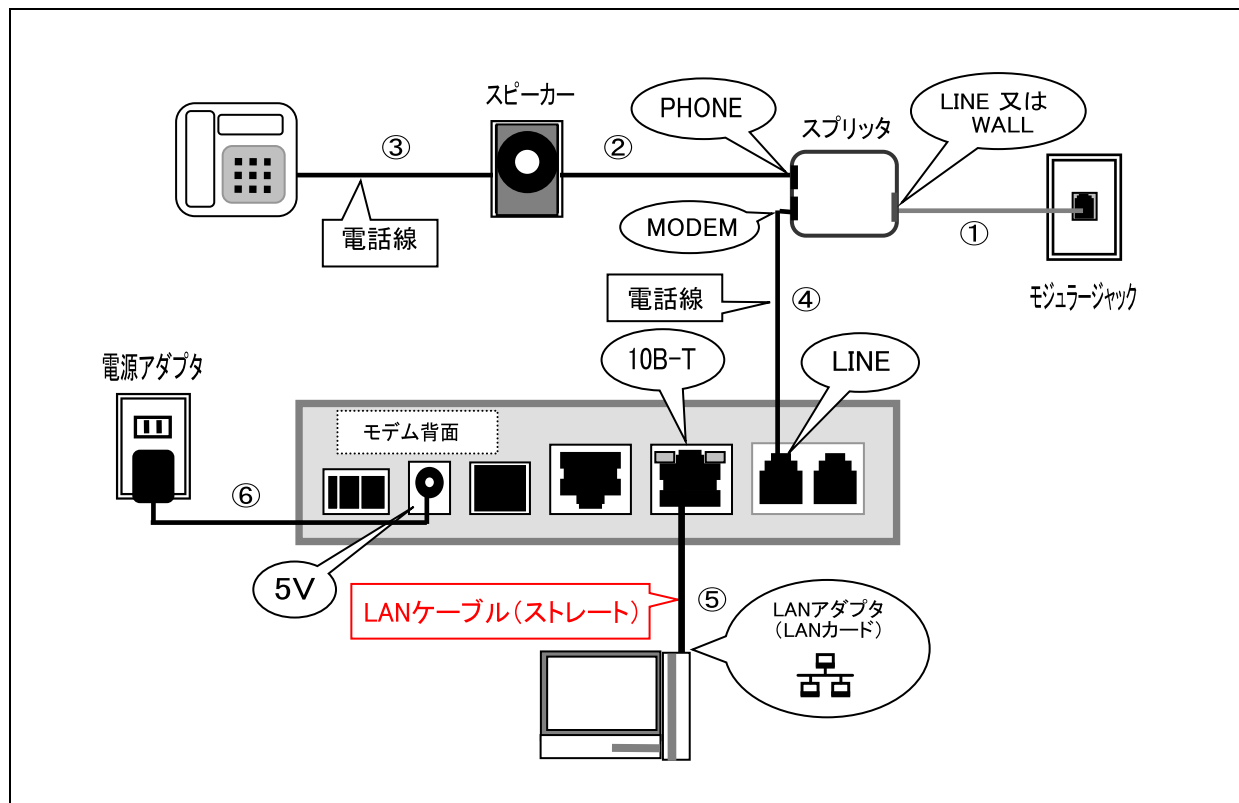 スピーカー
PHONE
スプリッタ
LINE 又は
WALL
③
②
①
電話線
MODEM
モジュラージャック
電話線
④
10B-T
LINE
電源アダプタ
モデム背面
⑥
5V
LANケーブル(ストレート)
⑤
LANアダプタ
(LANカード)